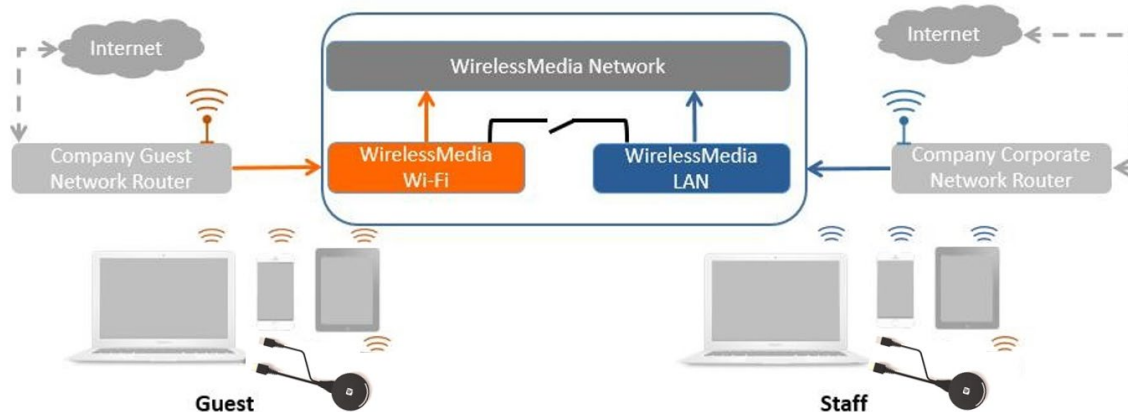 Internet
Internet
WirelessMedia Network
Company Guest
Network Router
WirelessMedia
Wi-Fi
WirelessMedia
LAN
Company Corporate
Network Router
Guest
Staff